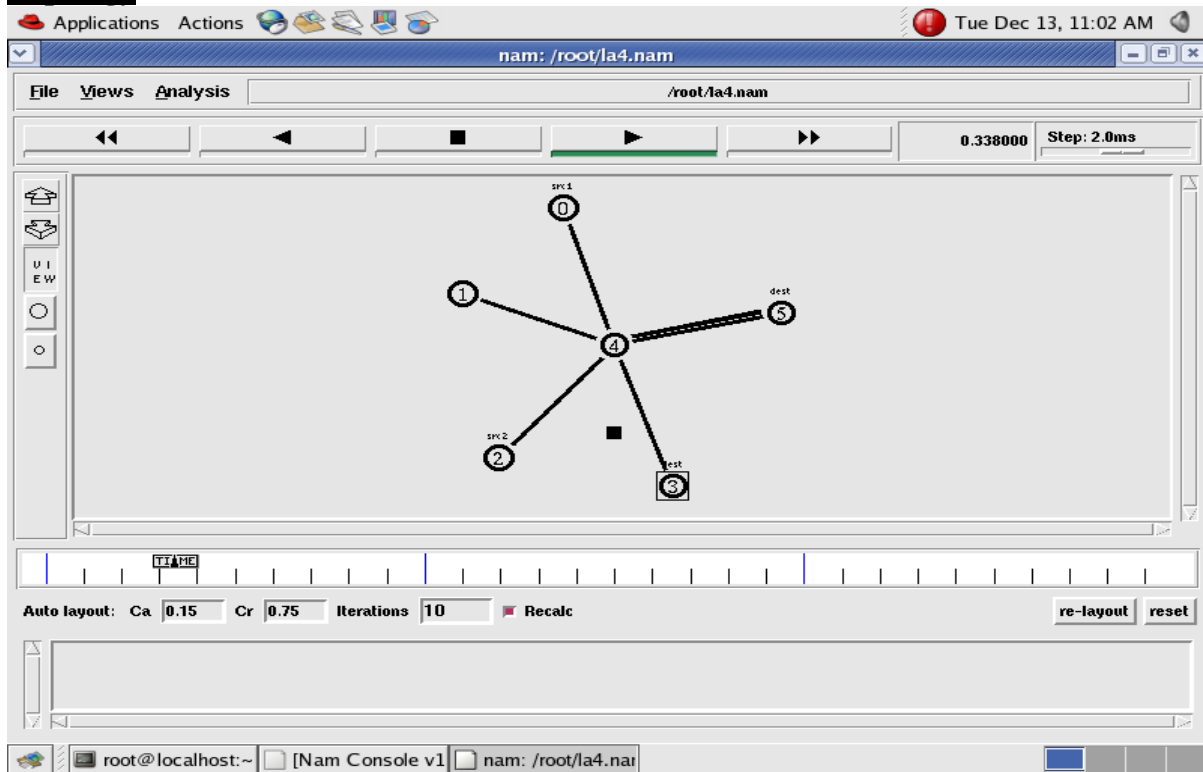 Applications Actions Tue Dec 13, 11:02 AM
nam: /root/la4.nam
File Views Analysis /root/la4.nam
0.338000 Step: 2.0ms
src1
0
VI
EW
1
dest
5
4
src2
2
3
TIME
Auto layout: Ca 0.15 Cr 0.75 Iterations 10 Recalc re-layout reset
root@localhost:~ [Nam Console v1 nam: /root/la4.nar